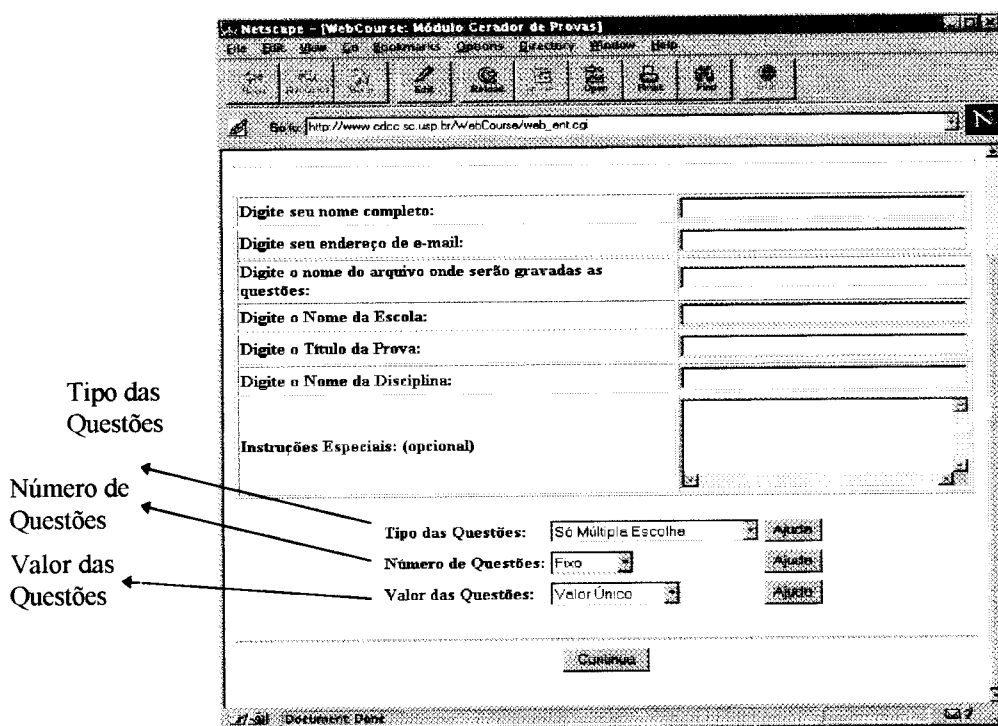 Netscape - [WebCourse: Módulo Gerador de Provas]
File Edit View Go Bookmarks Options Directory Window Help
Edit Reload Open Print Find
Go to: http://www.cdcc.sc.usp.br/WebCourse/web_ent.cgi
N
Digite seu nome completo:
Digite seu endereço de e-mail:
Digite o nome do arquivo onde serão gravadas as
questões:
Digite o Nome da Escola:
Digite o Título da Prova:
Digite o Nome da Disciplina:
Instruções Especiais: (opcional)
Tipo das
Questões
Número de
Questões
Valor das
Questões
Tipo das Questões: Só Múltipla Escolha Ajuda
Número de Questões: Fixo Ajuda
Valor das Questões: Valor Único Ajuda
Continua
Document: Done